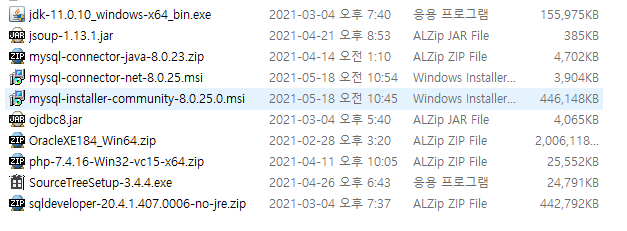 jdk-11.0.10_windows-x64_bin.exe 2021-03-04 오후 7:40 응용 프로그램 155,975KB
jsoup-1.13.1.jar 2021-04-21 오후 8:53 ALZip JAR File 385KB
mysql-connector-java-8.0.23.zip 2021-04-14 오전 1:10 ALZip ZIP File 4,702KB
mysql-connector-net-8.0.25.msi 2021-05-18 오전 10:54 Windows Installer... 3,904KB
mysql-installer-community-8.0.25.0.msi 2021-05-18 오전 10:45 Windows Installer... 446,148KB
ojdbc8.jar 2021-03-04 오후 5:40 ALZip JAR File 4,065KB
OracleXE184_Win64.zip 2021-02-28 오후 3:20 ALZip ZIP File 2,006,118...
php-7.4.16-Win32-vc15-x64.zip 2021-04-11 오후 10:05 ALZip ZIP File 25,552KB
SourceTreeSetup-3.4.4.exe 2021-04-26 오후 6:43 응용 프로그램 24,791KB
sqldeveloper-20.4.1.407.0006-no-jre.zip 2021-03-04 오후 7:37 ALZip ZIP File 442,792KB